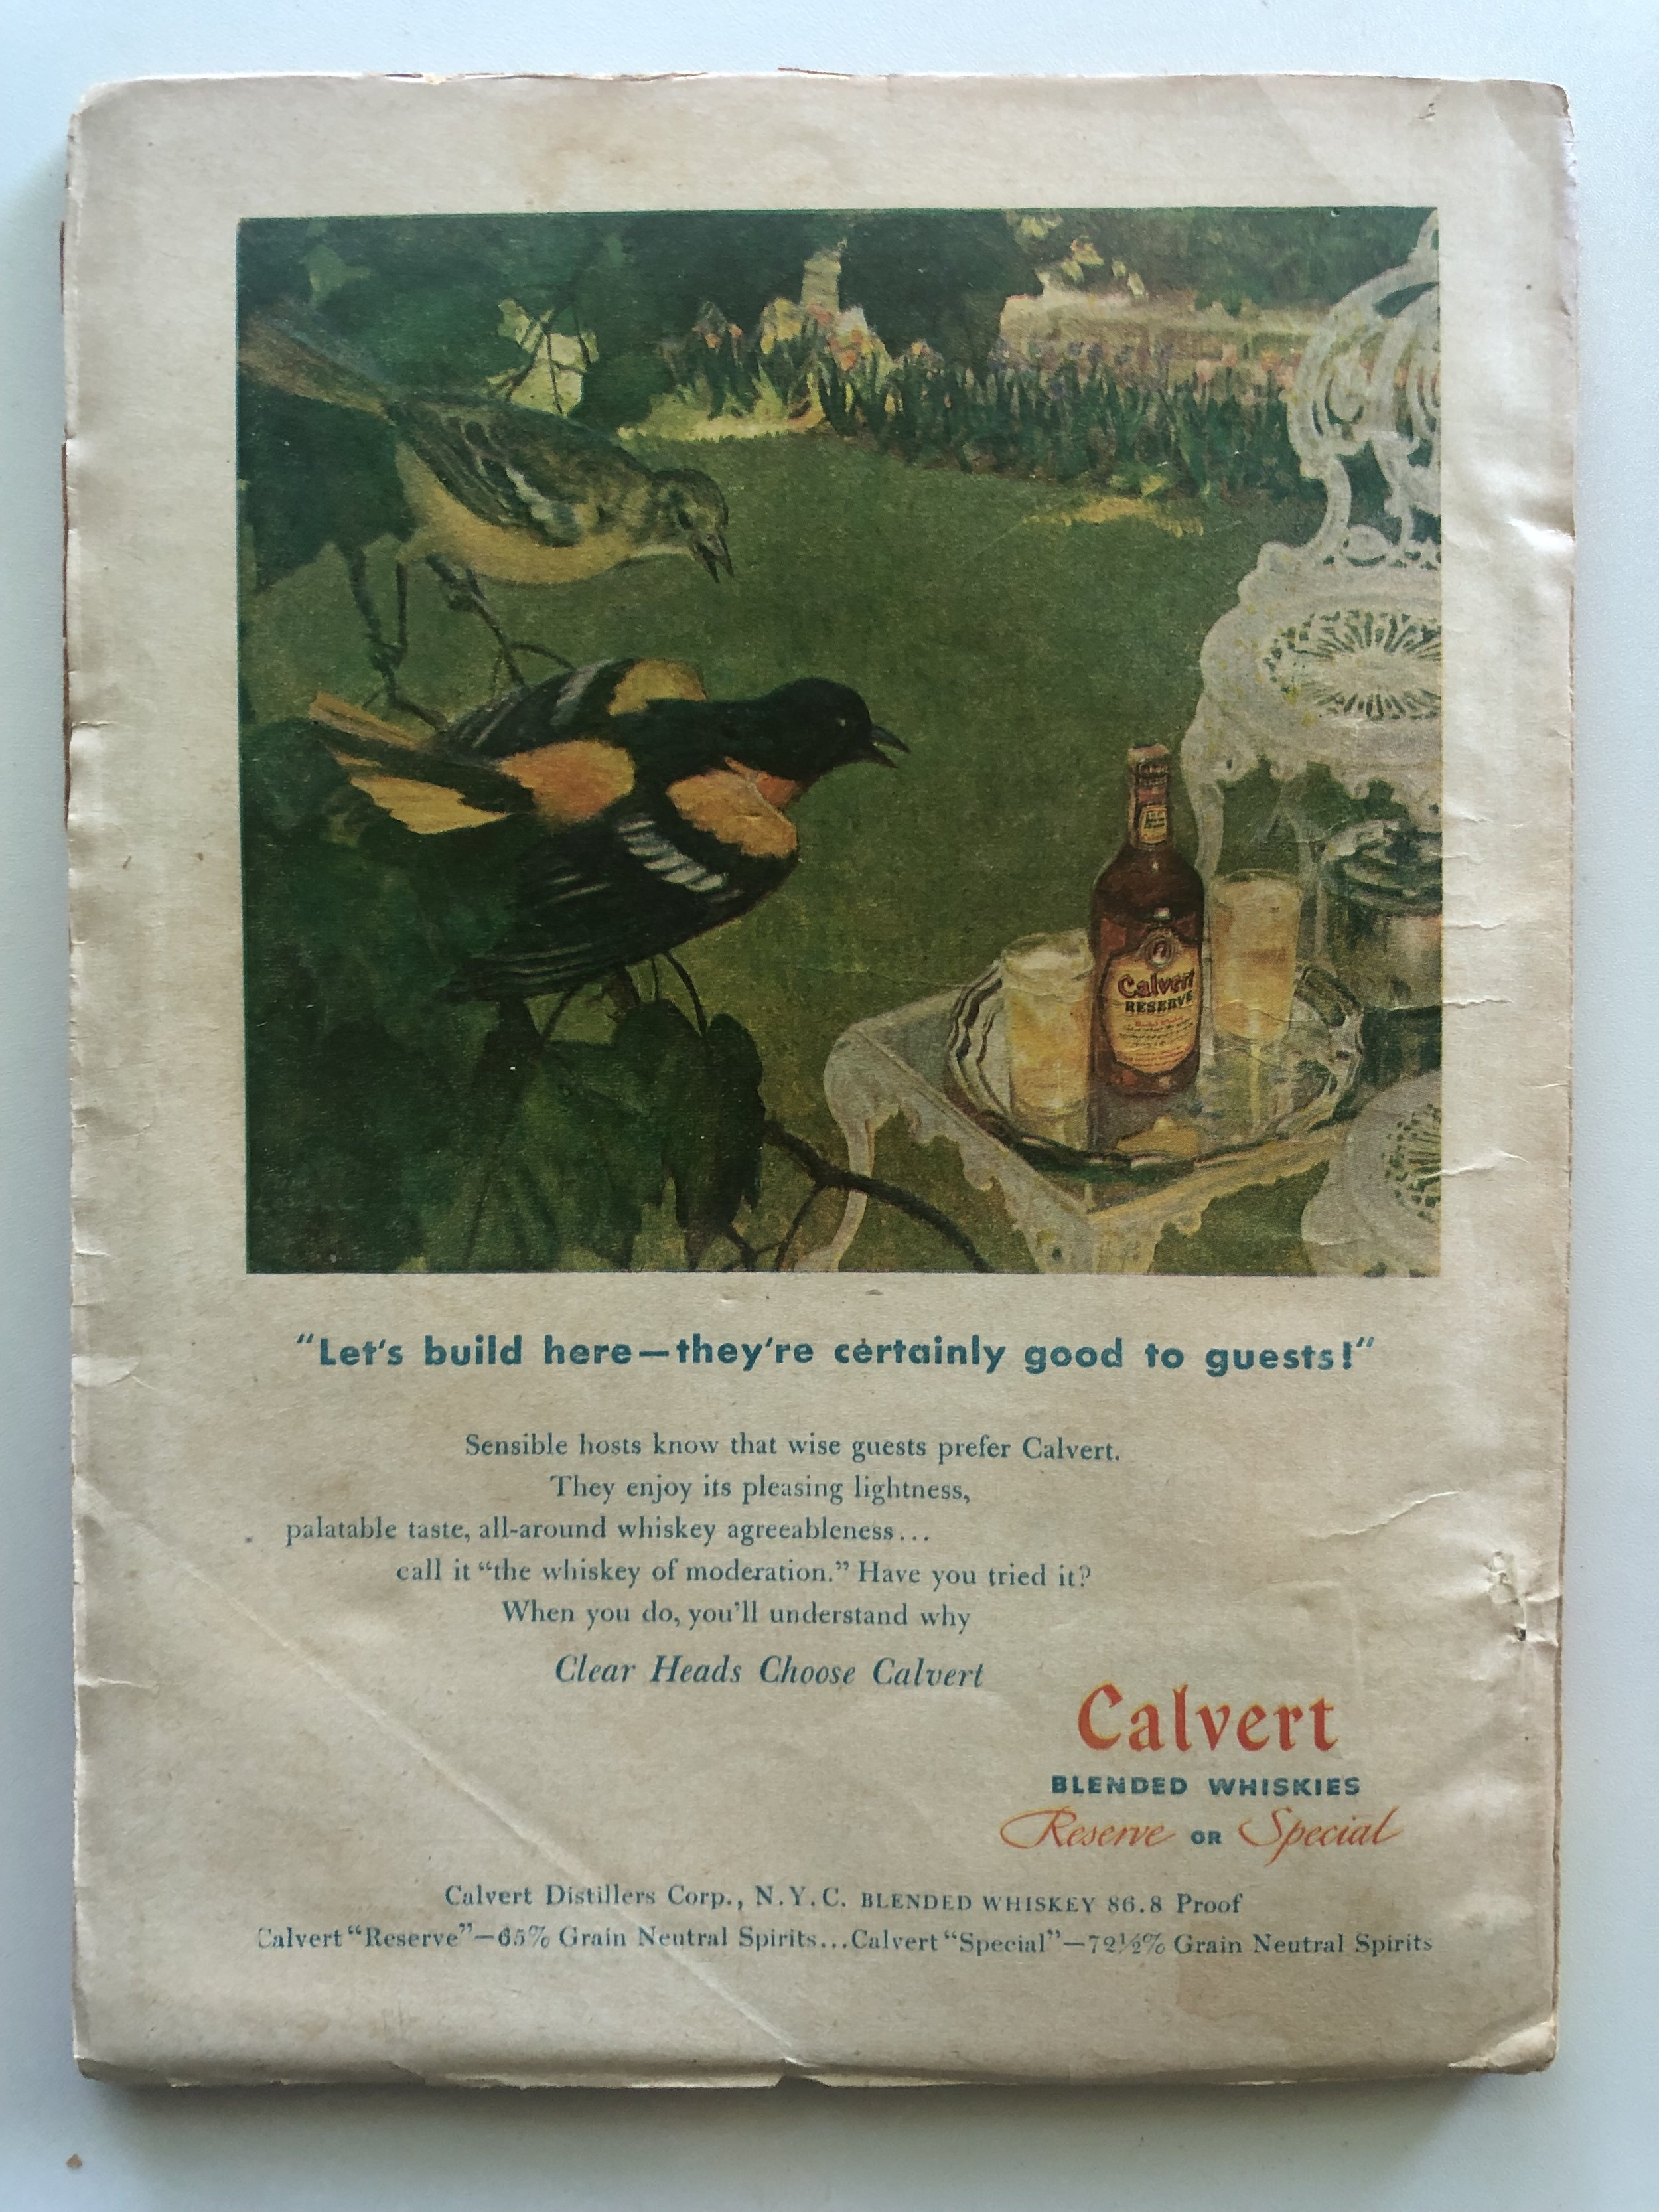 Calvert
RESERVE
"Let's build here—they're certainly good to guests!"
Sensible hosts know that wise guests prefer Calvert.
They enjoy its pleasing lightness,
palatable taste, all-around whiskey agreeableness...
call it "the whiskey of moderation." Have you tried it?
When you do, you'll understand why
Clear Heads Choose Calvert
Calvert
BLENDED WHISKIES
Reserve OR Special
Calvert Distillers Corp., N.Y.C. BLENDED WHISKEY 86.8 Proof
Calvert "Reserve"—65% Grain Neutral Spirits...Calvert "Special"—72½% Grain Neutral Spirits